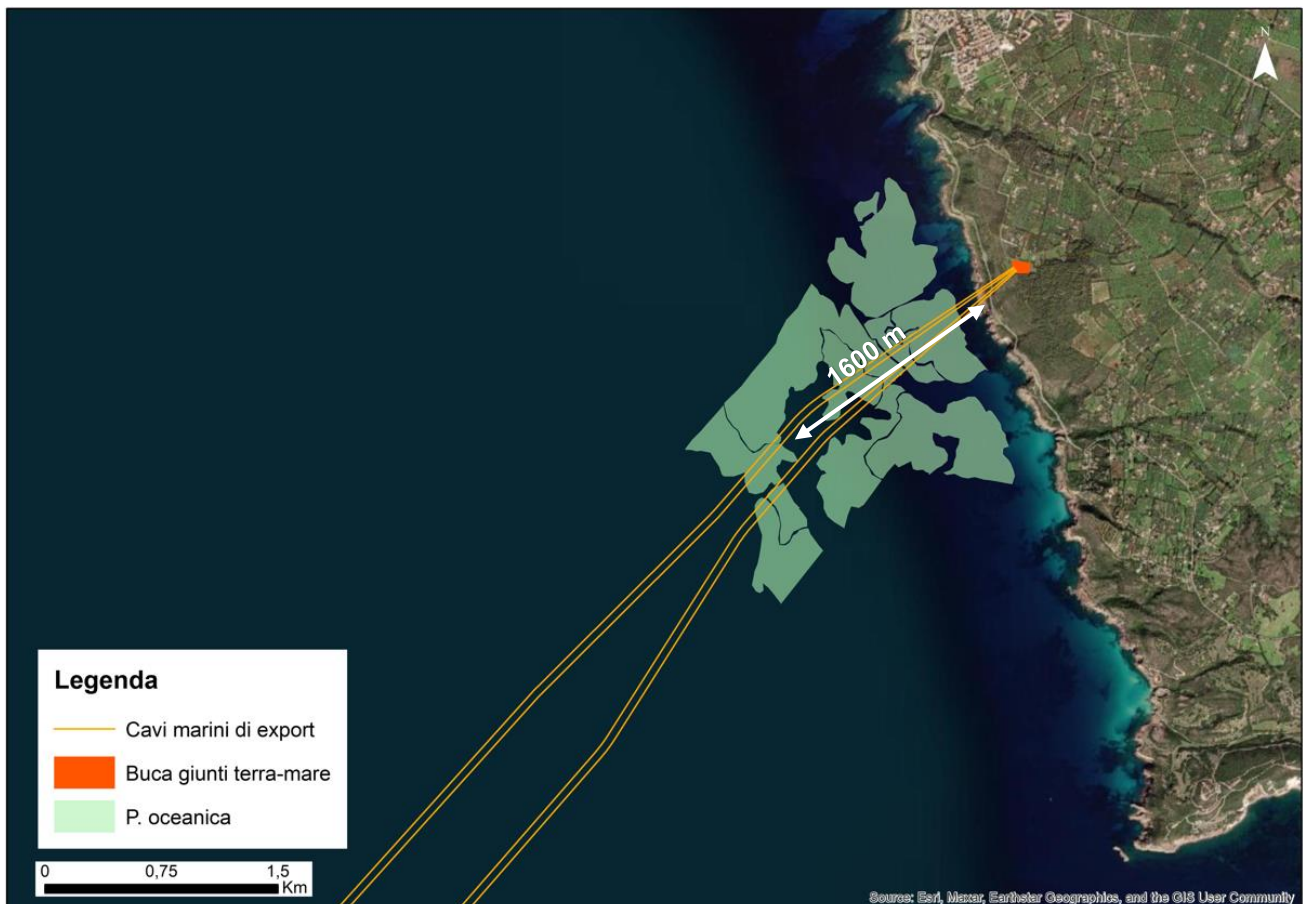 N
1600 m
Legenda
Cavi marini di export
Buca giunti terra-mare
P. oceanica
0 0,75 1,5
Km
Source: Esri, Maxar, Earthstar Geographics, and the GIS User Community